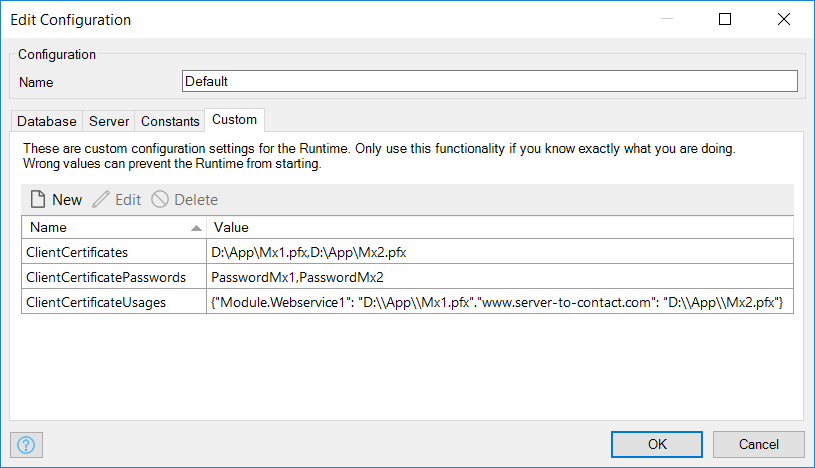 Edit Configuration
Configuration
Name Default
Database Server Constants Custom
These are custom configuration settings for the Runtime. Only use this functionality if you know exactly what you are doing.
Wrong values can prevent the Runtime from starting.
New Edit Delete
Name Value
ClientCertificates D:\App\Mx1.pfx,D:\App\Mx2.pfx
ClientCertificatePasswords PasswordMx1,PasswordMx2
ClientCertificateUsages {"Module.Webservice1": "D:\\App\\Mx1.pfx"."www.server-to-contact.com": "D:\\App\\Mx2.pfx"}
? OK Cancel